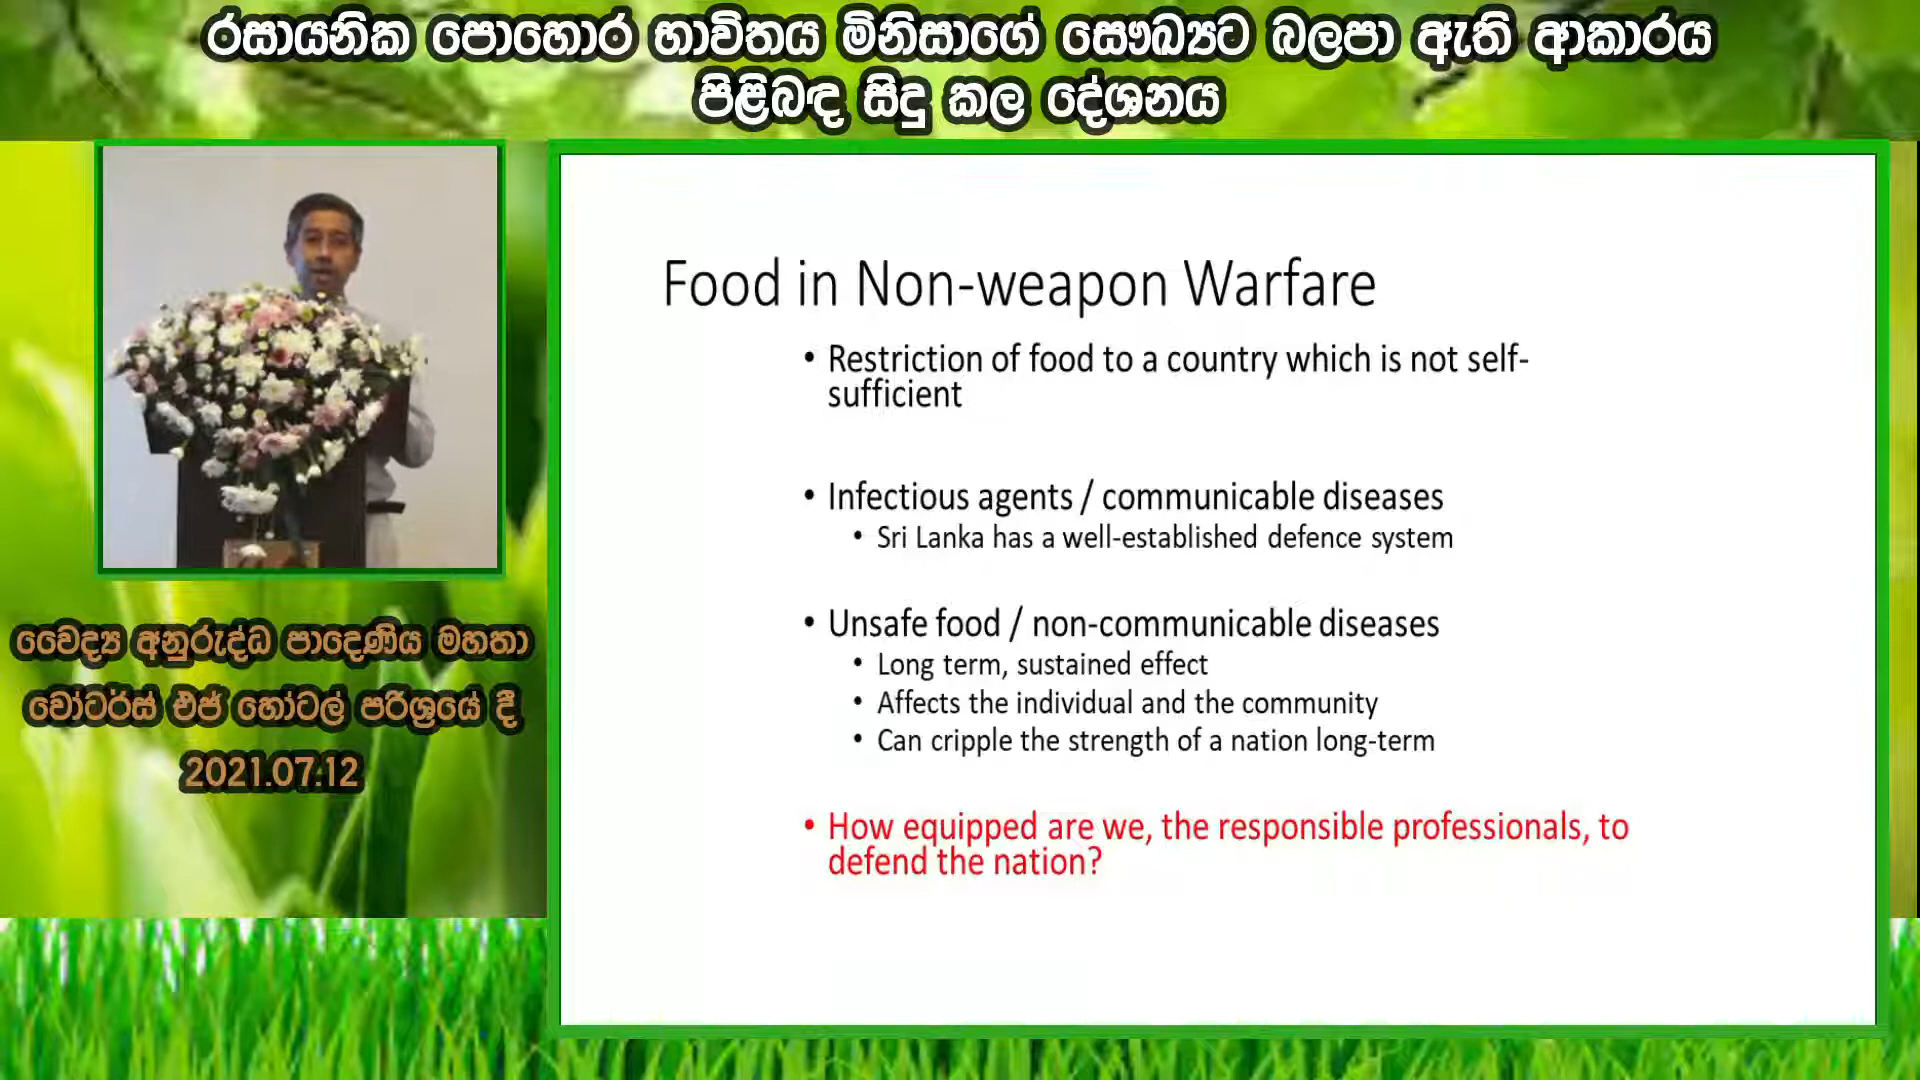 රසායනික පොහොර භාවිතය මිනිසාගේ සෞඛ්‍යට බලපා ඇති ආකාරය
පිළිබඳ සිදු කල දේශනය
වෛද්‍ය අනුරුද්ධ පාදෙණිය මහතා
වෝටර්ස් එජ් හෝටල් පරිශ්‍රයේ දී
2021.07.12
Food in Non-weapon Warfare
• Restriction of food to a country which is not self-
sufficient
• Infectious agents / communicable diseases
• Sri Lanka has a well-established defence system
• Unsafe food / non-communicable diseases
• Long term, sustained effect
• Affects the individual and the community
• Can cripple the strength of a nation long-term
• How equipped are we, the responsible professionals, to
defend the nation?